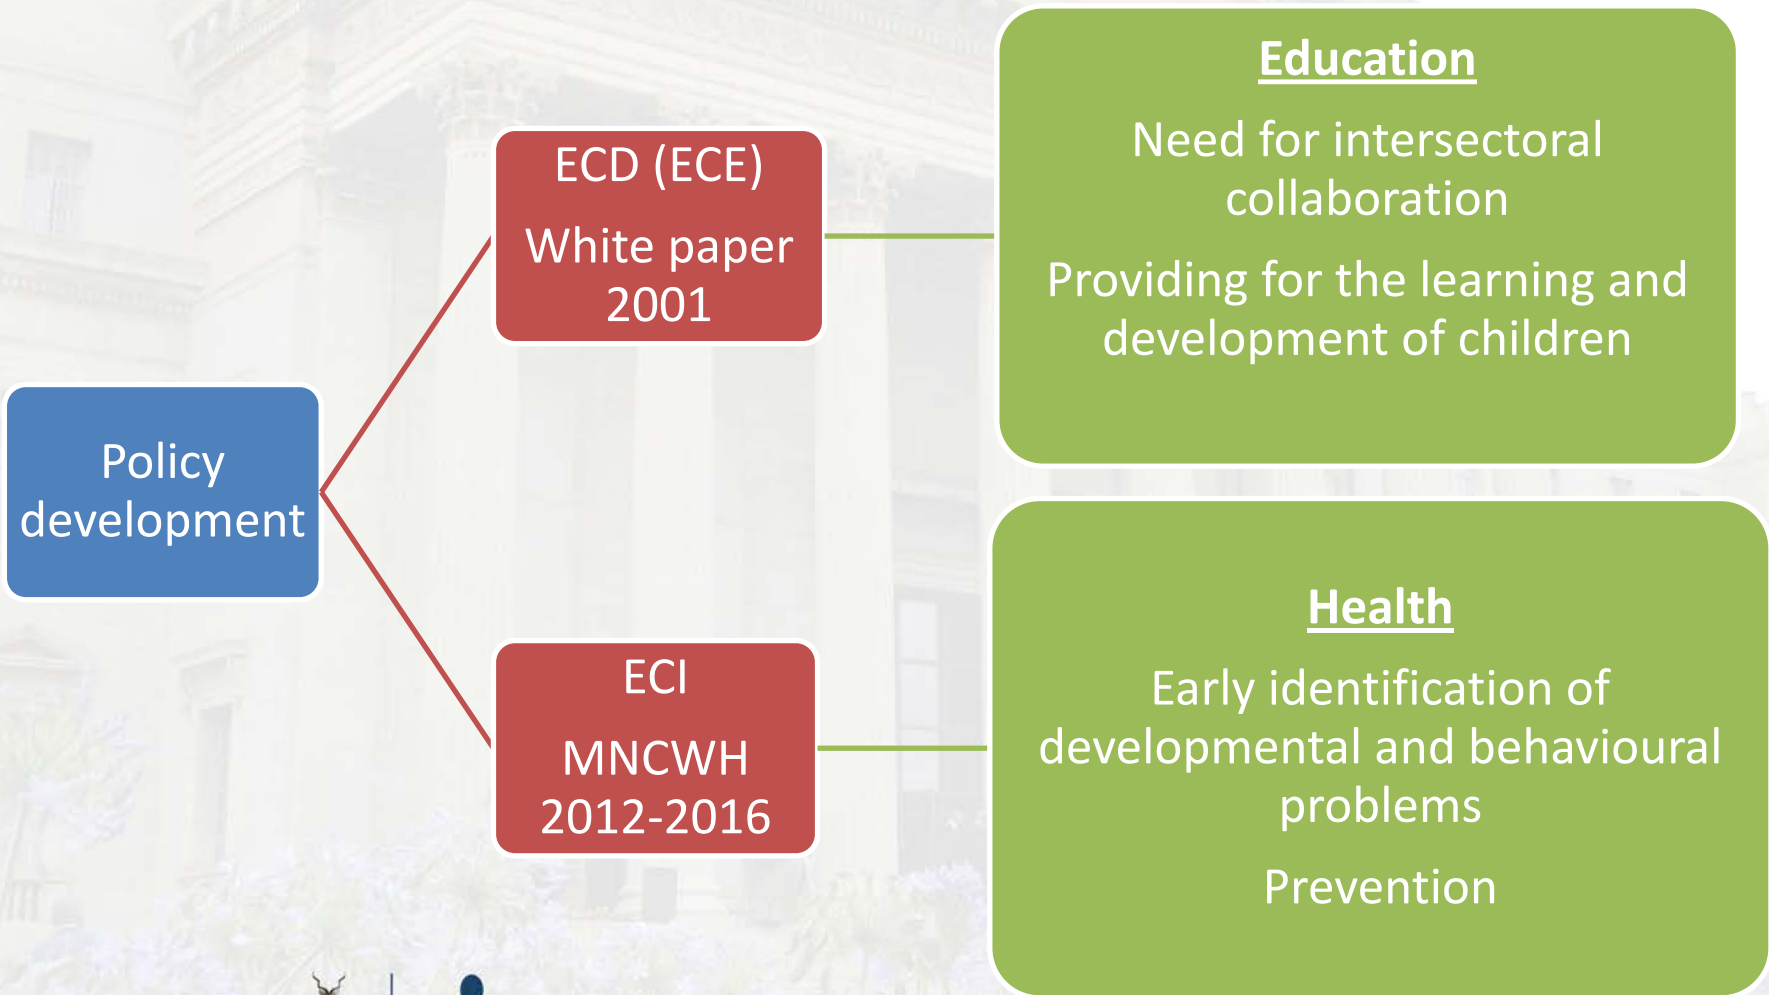 Policy
development
ECD (ECE)
White paper
2001
Education
Need for intersectoral
collaboration
Providing for the learning and
development of children
ECI
MNCWH
2012-2016
Health
Early identification of
developmental and behavioural
problems
Prevention